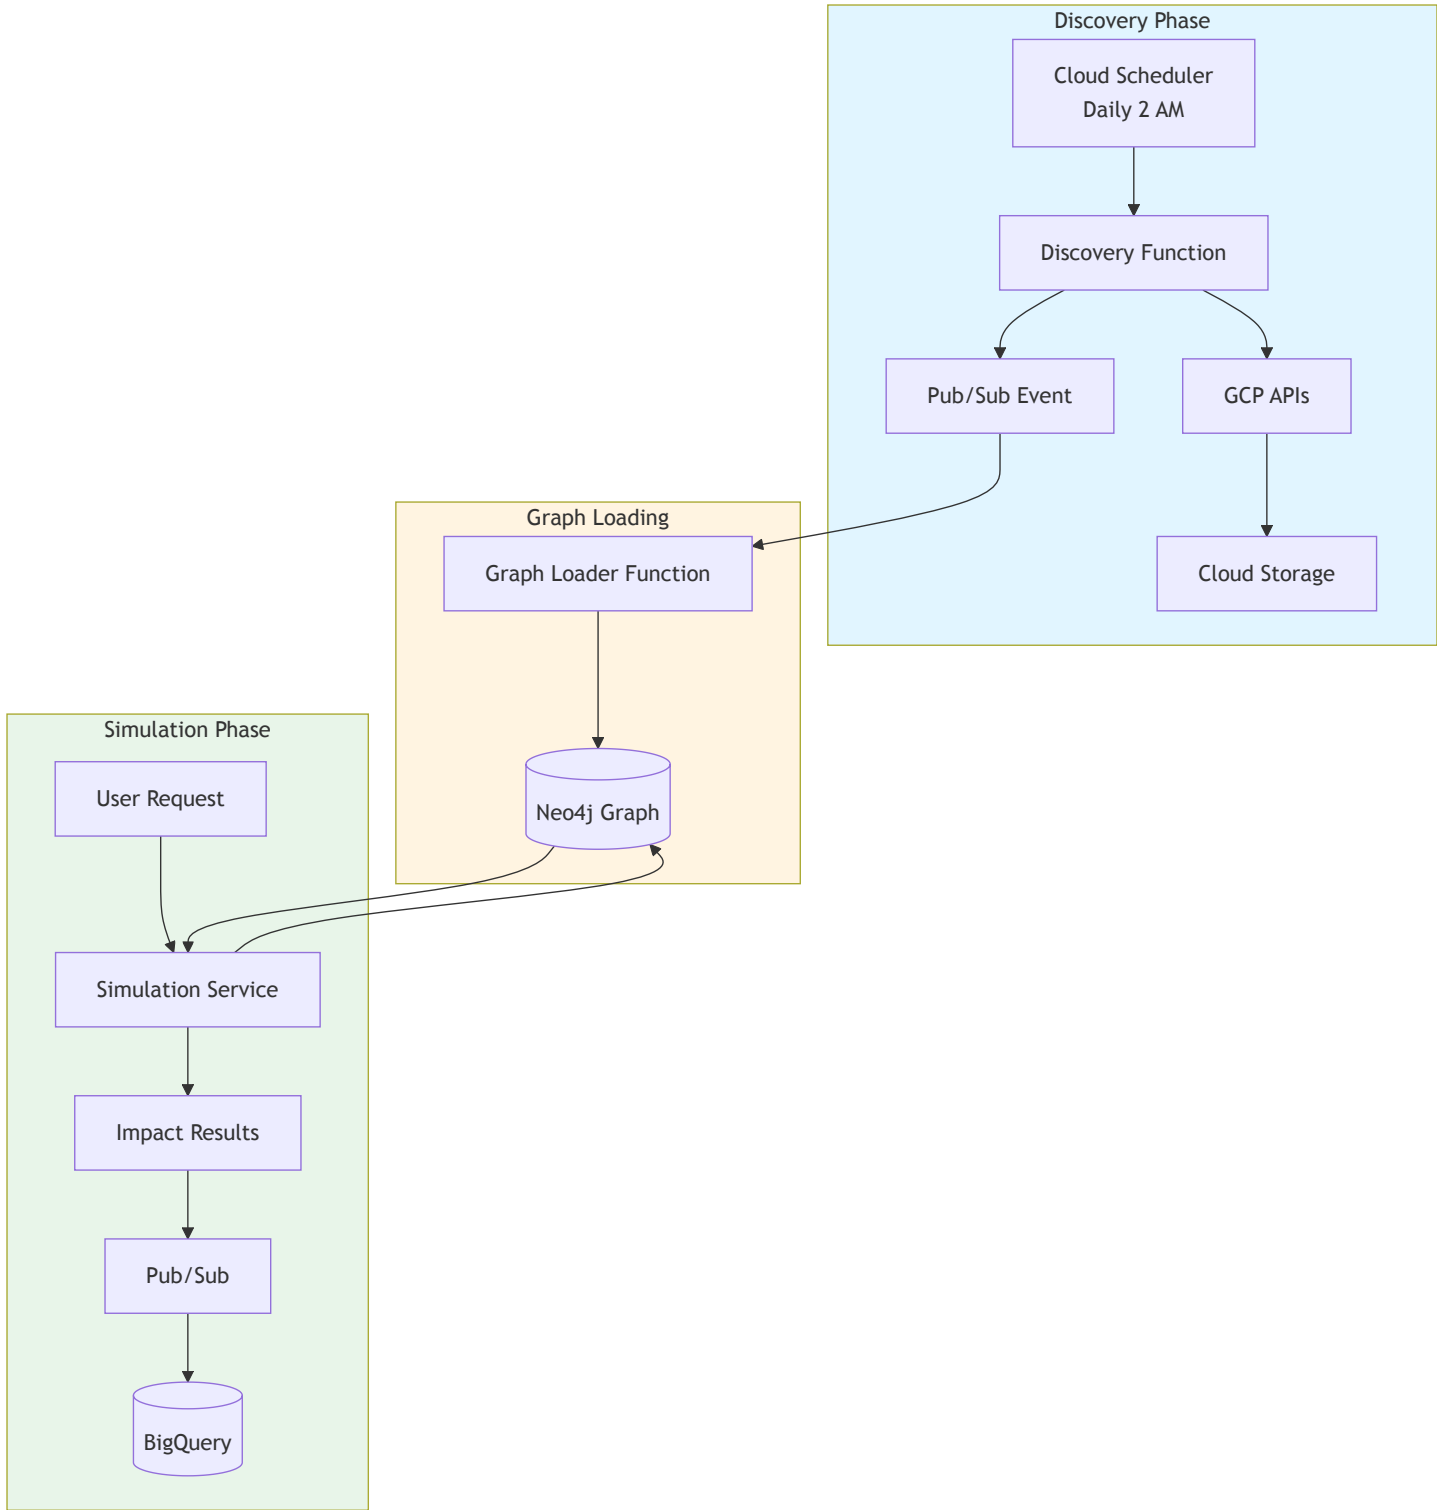 Discovery Phase
Cloud Scheduler
Daily 2 AM
Discovery Function
Pub/Sub Event
GCP APIs
Cloud Storage
Graph Loading
Graph Loader Function
Neo4j Graph
Simulation Phase
User Request
Simulation Service
Impact Results
Pub/Sub
BigQuery